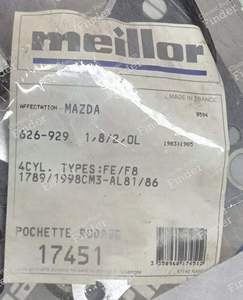 meillor
MADE IN FRANCE
AFFECTATION MAZDA
626-929 1,8/2,0L
4CYL. TYPES:FE/F8
1789/1998CM3-AL81/86
POCHETTE RODAGE
17451